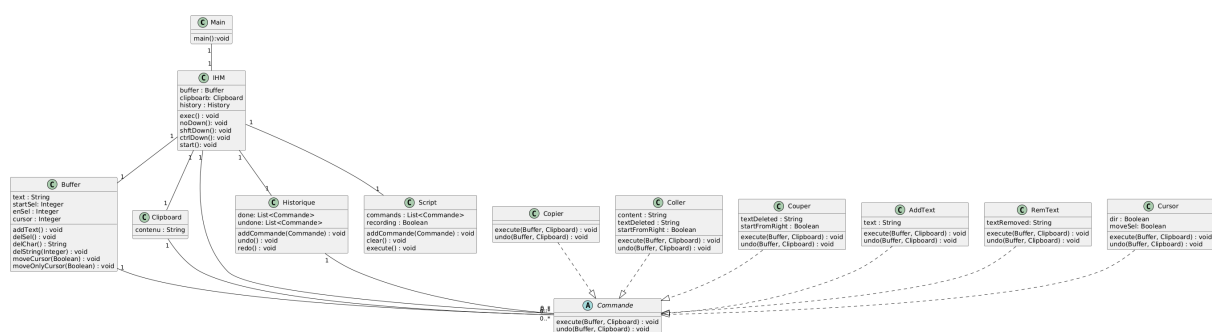 C Main
main():void
1
1
C IHM
buffer : Buffer
clipboarb: Clipboard
history : History
exec() : void
noDown(): void
shftDown(): void
ctrlDown(): void
start(): void
1
1
1
1
1
1
C Buffer
text : String
startSel: Integer
enSel : Integer
cursor : Integer
addText() : void
delSel() : void
delChar() : String
delString(Integer) : void
moveCursor(Boolean) : void
moveOnlyCursor(Boolean) : void
1
1
C Clipboard
contenu : String
1
1
C Historique
done: List<Commande>
undone: List<Commande>
addCommande(Commande) : void
undo() : void
redo() : void
1
1
C Script
commands : List<Commande>
recording : Boolean
addCommande(Commande) : void
clear() : void
execute() : void
C Copier
execute(Buffer, Clipboard) : void
undo(Buffer, Clipboard) : void
C Coller
content : String
textDeleted : String
startFromRight : Boolean
execute(Buffer, Clipboard) : void
undo(Buffer, Clipboard) : void
C Couper
textDeleted : String
startFromRight : Boolean
execute(Buffer, Clipboard) : void
undo(Buffer, Clipboard) : void
C AddText
text : String
execute(Buffer, Clipboard) : void
undo(Buffer, Clipboard) : void
C RemText
textRemoved: String
execute(Buffer, Clipboard) : void
undo(Buffer, Clipboard) : void
C Cursor
dir : Boolean
moveSel: Boolean
execute(Buffer, Clipboard) : void
undo(Buffer, Clipboard) : void
0..*
A Commande
execute(Buffer, Clipboard) : void
undo(Buffer, Clipboard) : void